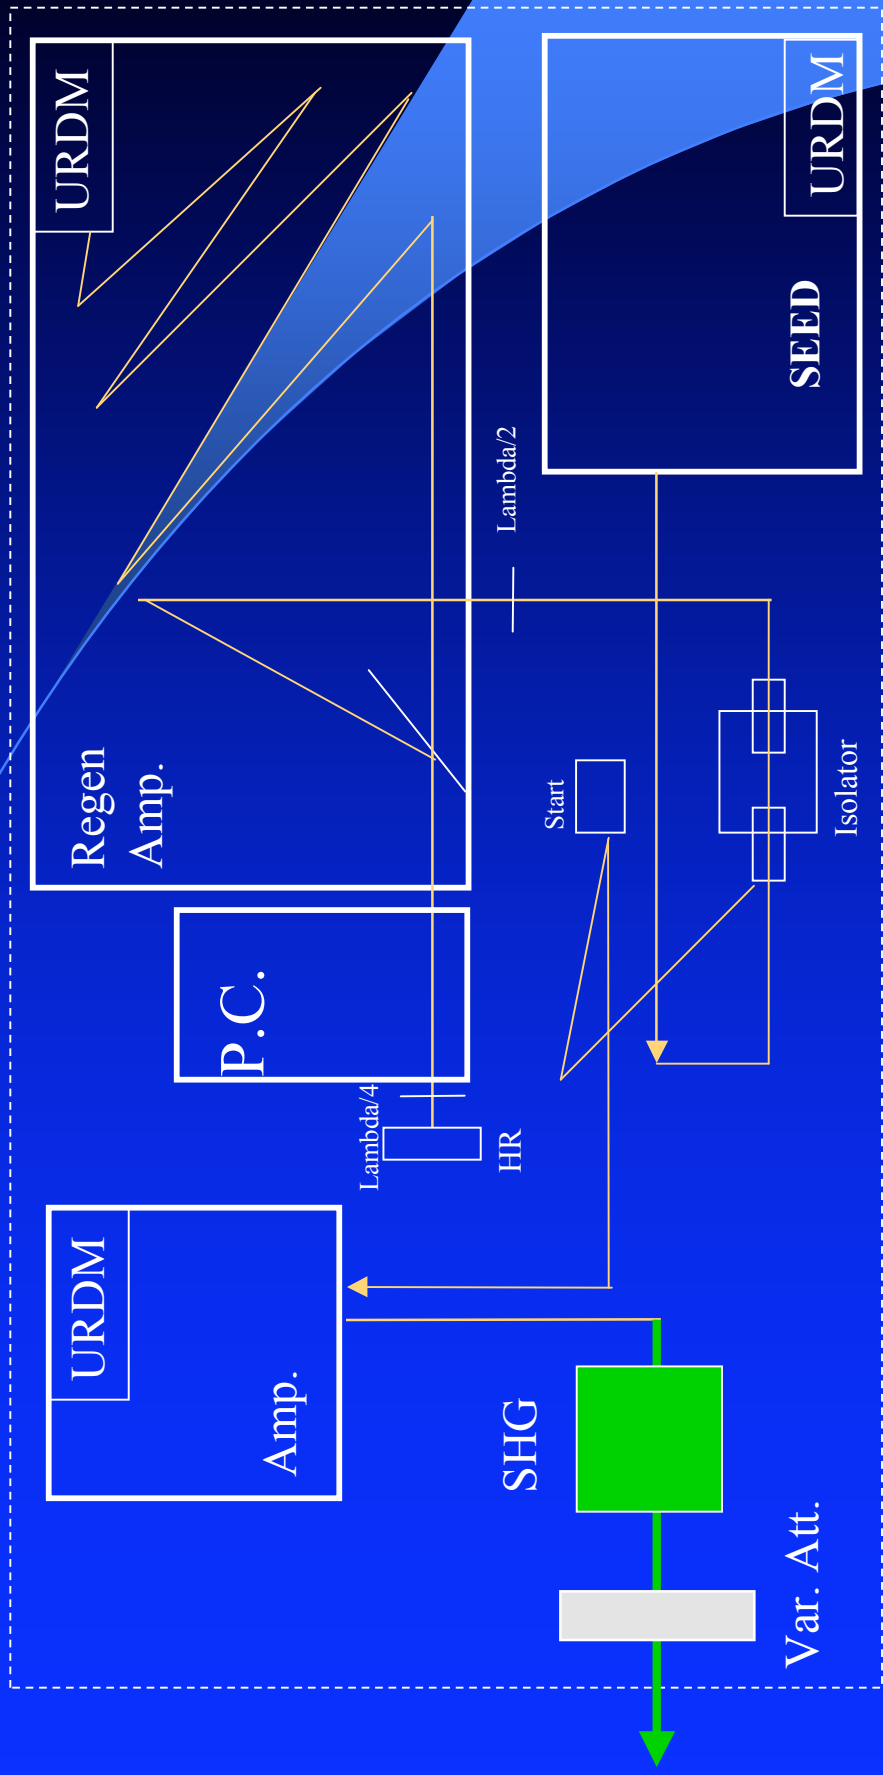 URDM
Regen
Amp.
P.C.
Lambda/4
HR
URDM
Amp.
Lambda/2
URDM
SEED
Start
Isolator
SHG
Var. Att.